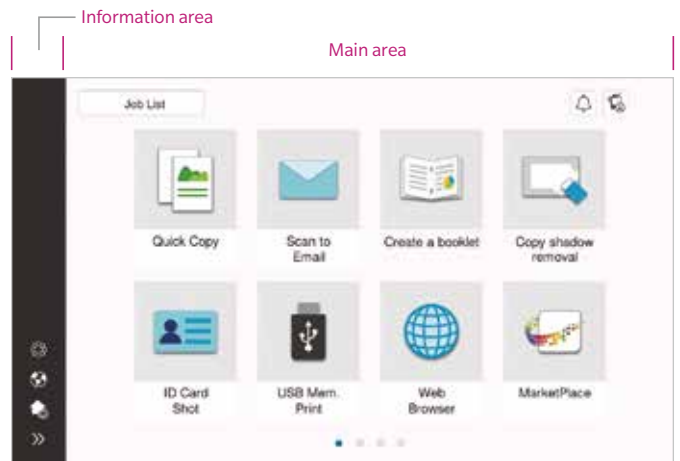 Information area
Main area
Job List
Quick Copy
Scan to
Email
Create a booklet
Copy shadow
removal
ID Card
Shot
USB Mem.
Print
Web
Browser
MarketPlace